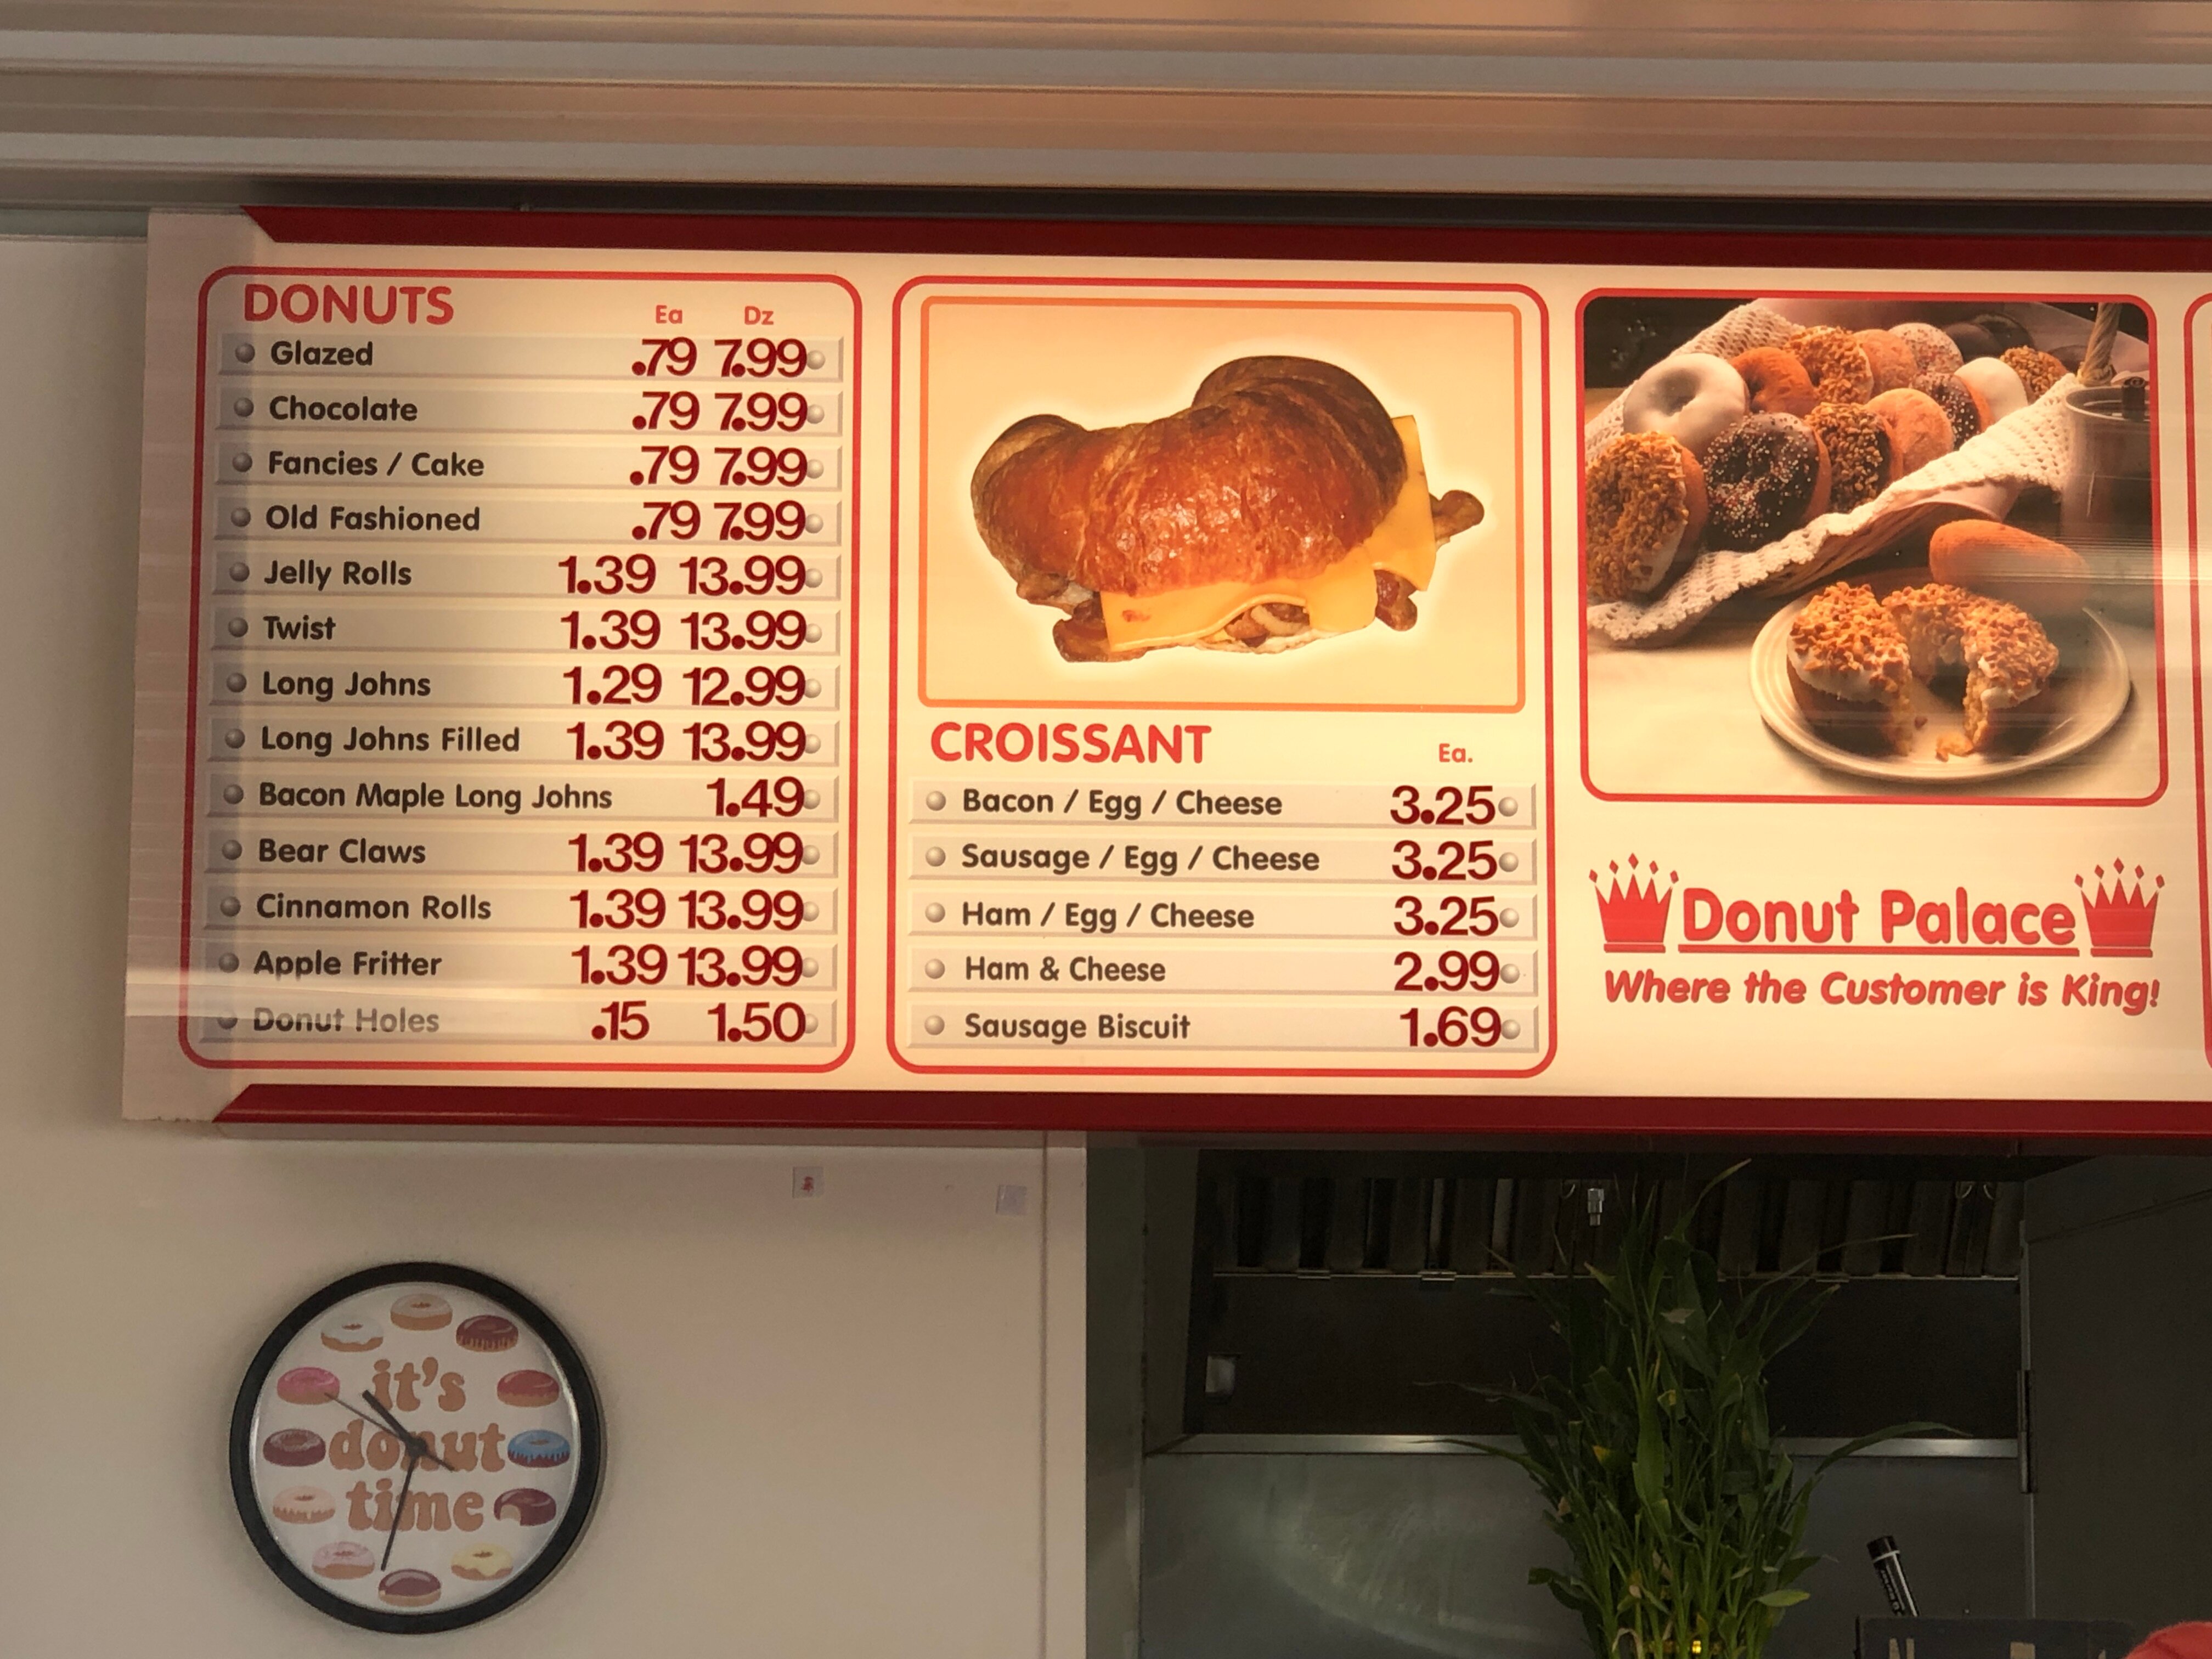 DONUTS Ea Dz
Glazed .79 7.99
Chocolate .79 7.99
Fancies / Cake .79 7.99
Old Fashioned .79 7.99
Jelly Rolls 1.39 13.99
Twist 1.39 13.99
Long Johns 1.29 12.99
Long Johns Filled 1.39 13.99
Bacon Maple Long Johns 1.49
Bear Claws 1.39 13.99
Cinnamon Rolls 1.39 13.99
Apple Fritter 1.39 13.99
Donut Holes .15 1.50
CROISSANT Ea.
Bacon / Egg / Cheese 3.25
Sausage / Egg / Cheese 3.25
Ham / Egg / Cheese 3.25
Ham & Cheese 2.99
Sausage Biscuit 1.69
Donut Palace
Where the Customer is King!
it's
donut
time